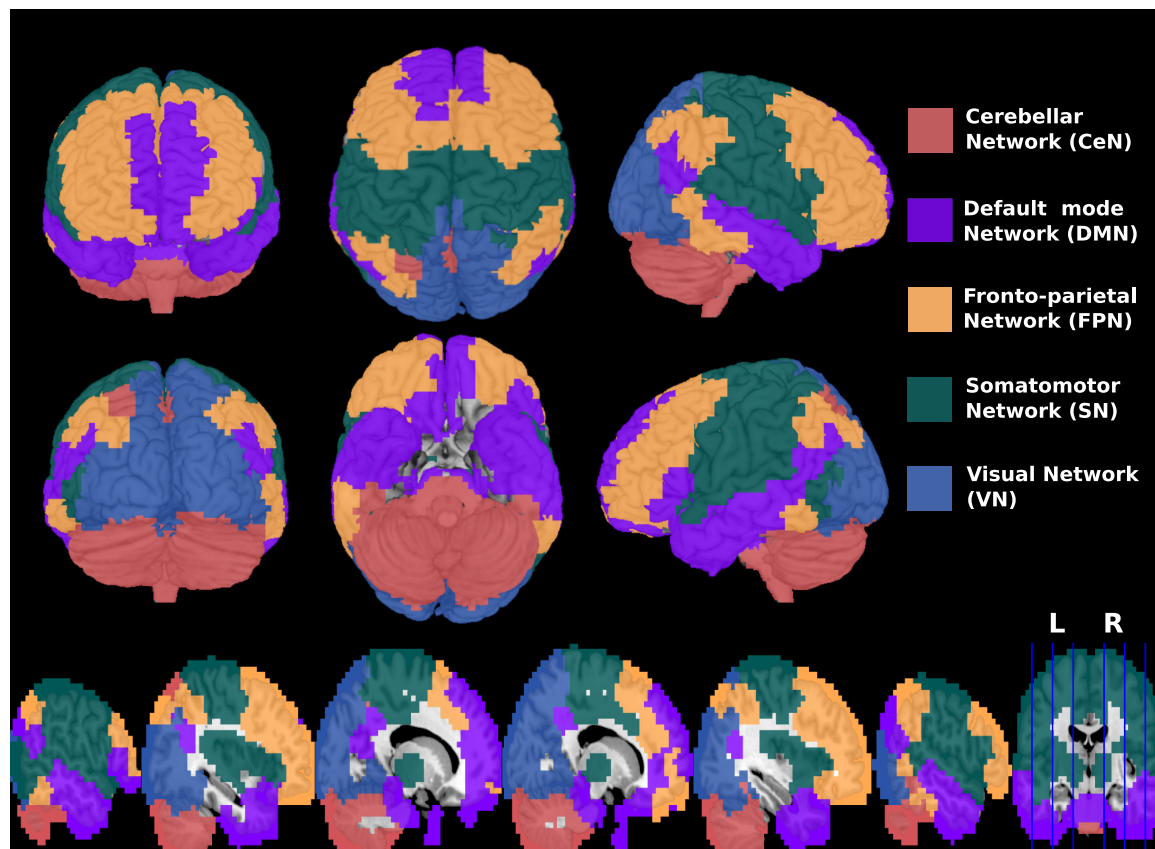 Cerebellar
Network (CeN)
Default mode
Network (DMN)
Fronto-parietal
Network (FPN)
Somatomotor
Network (SN)
Visual Network
(VN)
L R